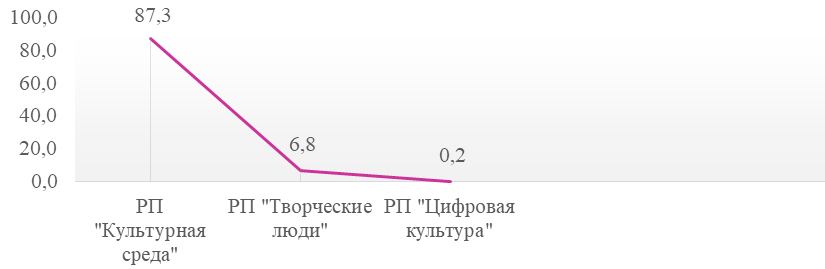 100,0
80,0
60,0
40,0
20,0
0,0
87,3
6,8
0,2
РП
"Культурная
среда"
РП "Творческие
люди"
РП "Цифровая
культура"